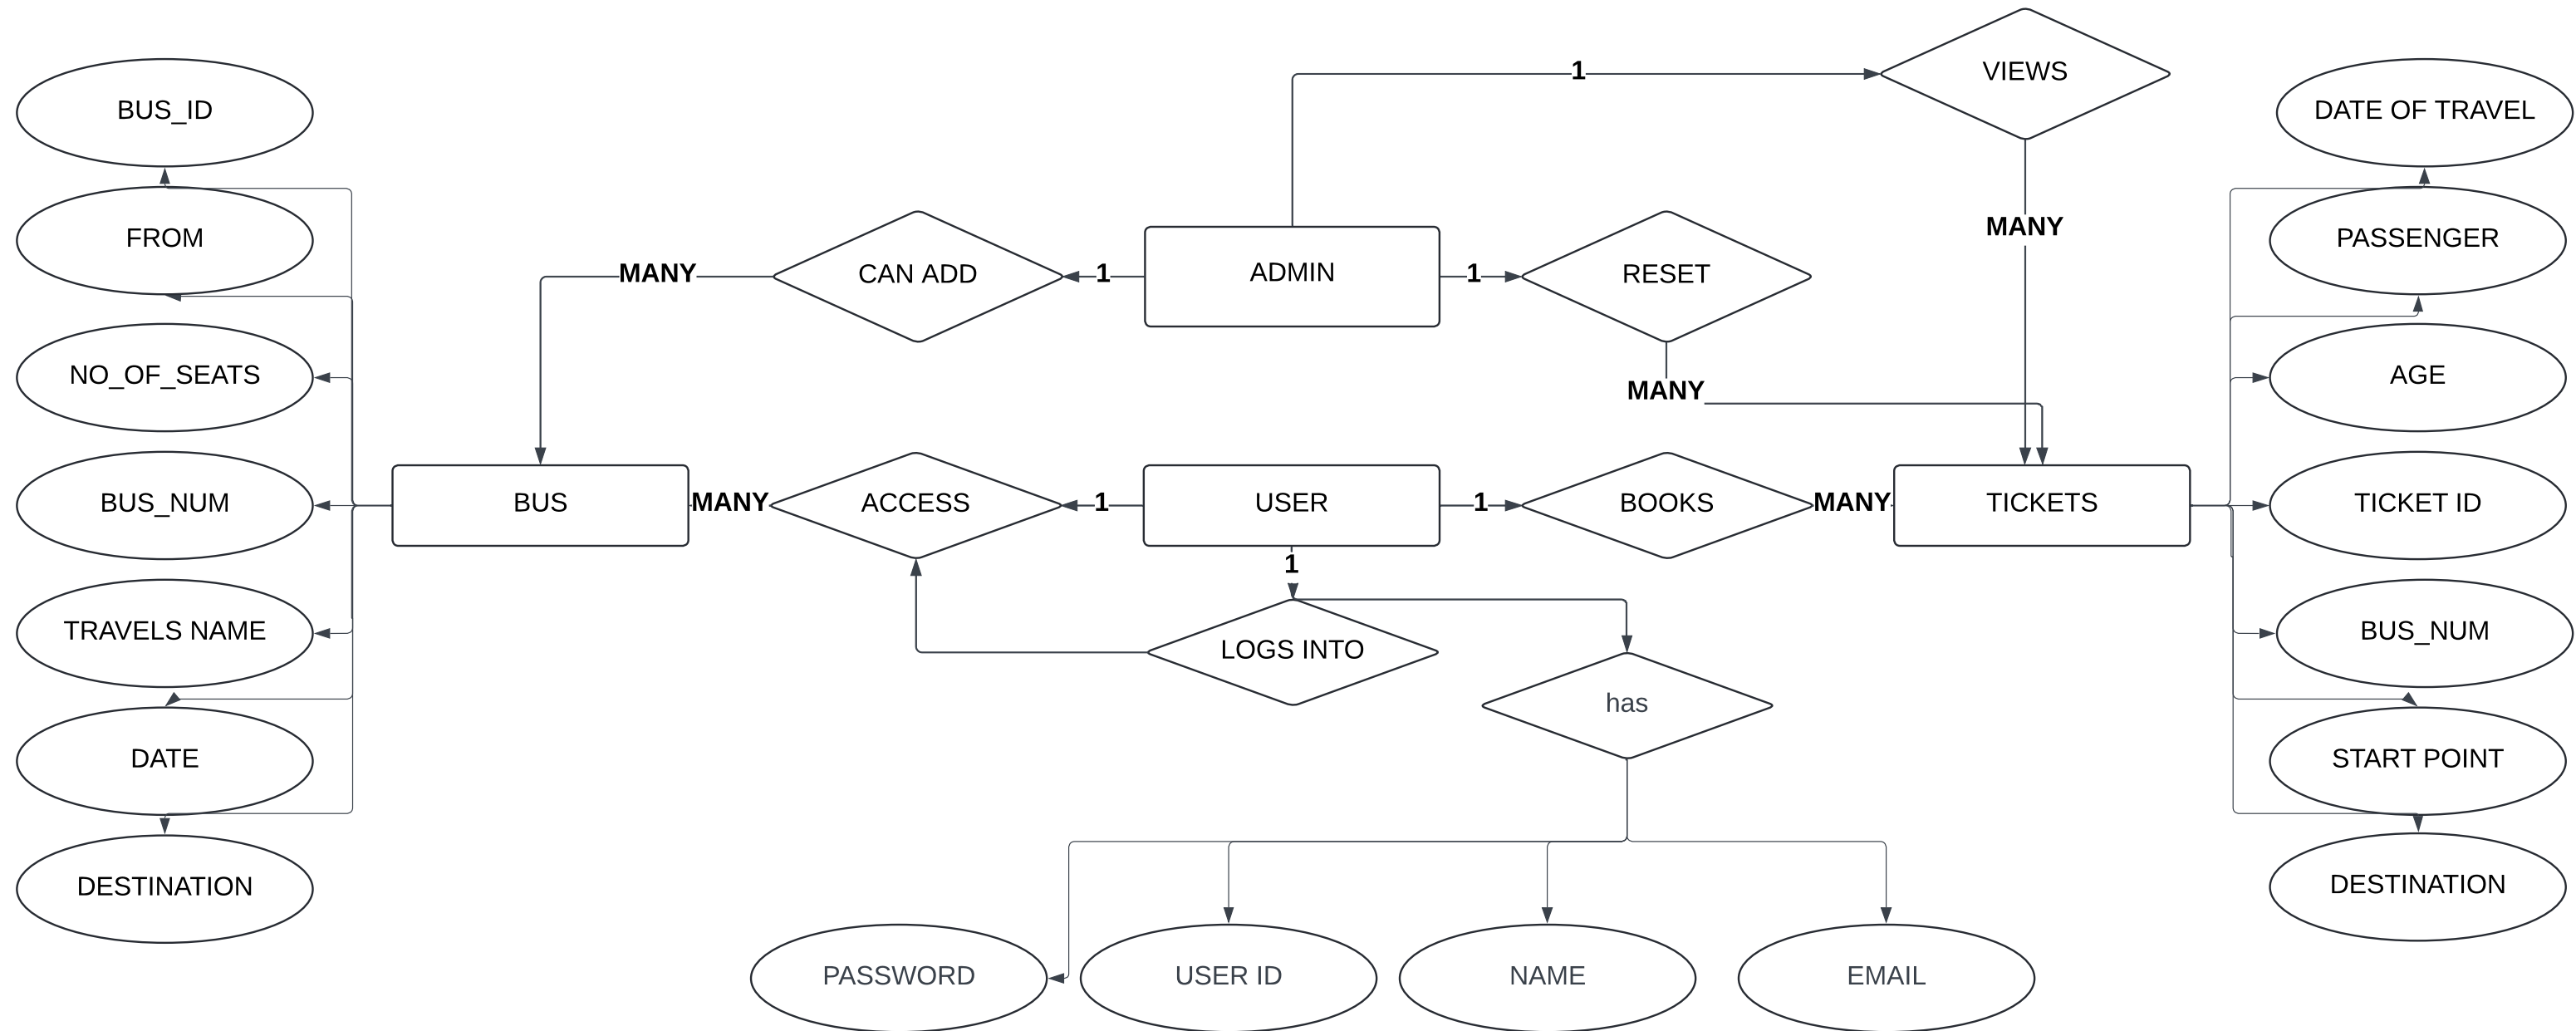 1
VIEWS
BUS_ID
DATE OF TRAVEL
FROM
MANY
PASSENGER
MANY
CAN ADD
1
ADMIN
1
RESET
NO_OF_SEATS
MANY
AGE
BUS_NUM
BUS
MANY
ACCESS
1
USER
1
BOOKS
MANY
TICKETS
TICKET ID
1
TRAVELS NAME
LOGS INTO
BUS_NUM
has
DATE
START POINT
DESTINATION
DESTINATION
PASSWORD
USER ID
NAME
EMAIL